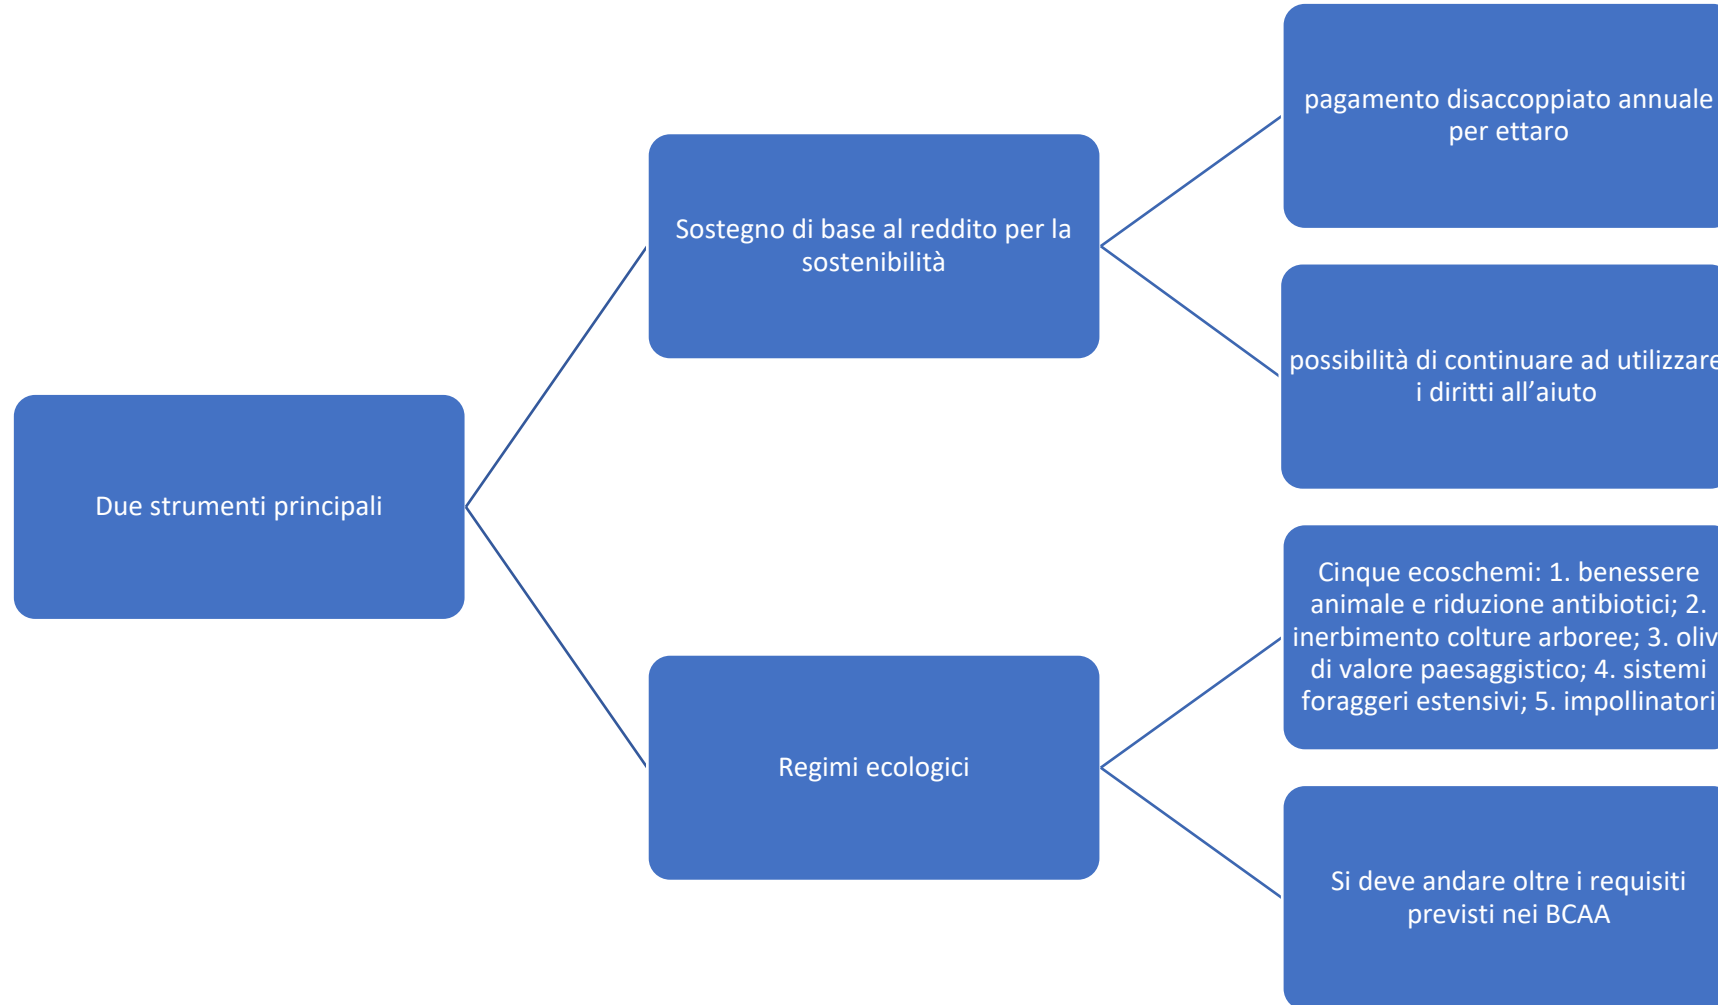 Due strumenti principali
Sostegno di base al reddito per la
sostenibilità
pagamento disaccoppiato annuale
per ettaro
possibilità di continuare ad utilizzare
i diritti all’aiuto
Regimi ecologici
Cinque ecoschemi: 1. benessere
animale e riduzione antibiotici; 2.
inerbimento colture arboree; 3.
di valore paesaggistico; 4. sistemi
foraggeri estensivi; 5. impollinatori
Si deve andare oltre i requisiti
previsti nei BCAA